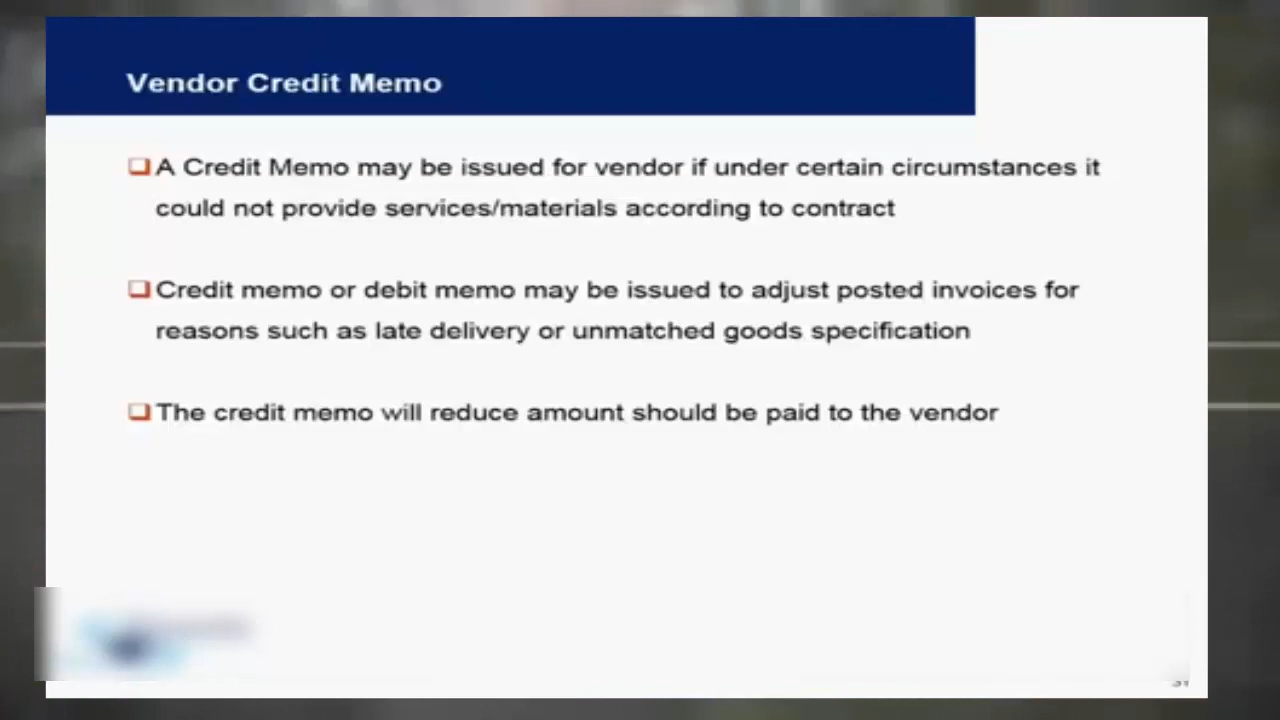 Vendor Credit Memo
A Credit Memo may be issued for vendor if under certain circumstances it
could not provide services/materials according to contract
Credit memo or debit memo may be issued to adjust posted invoices for
reasons such as late delivery or unmatched goods specification
The credit memo will reduce amount should be paid to the vendor